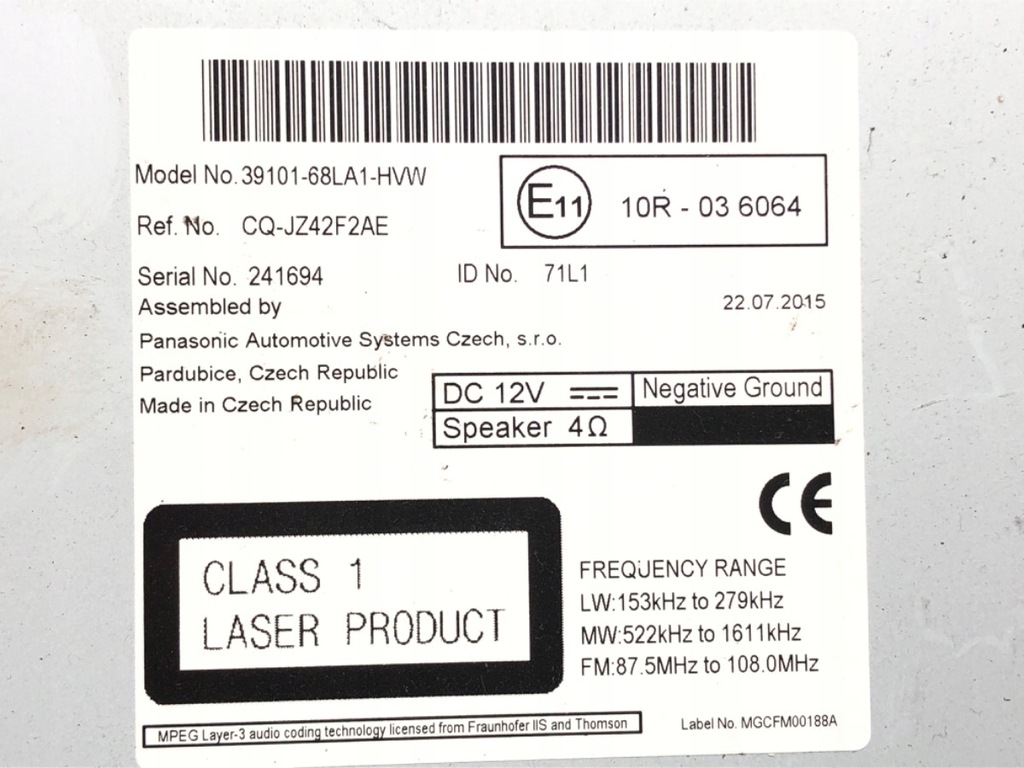 Model No. 39101-68LA1-HVW
E11 10R - 03 6064
Ref. No. CQ-JZ42F2AE
Serial No. 241694 ID No. 71L1
Assembled by 22.07.2015
Panasonic Automotive Systems Czech, s.r.o.
Pardubice, Czech Republic
Made in Czech Republic
DC 12V Negative Ground
Speaker 4Ω
CE
CLASS 1
LASER PRODUCT
FREQUENCY RANGE
LW:153kHz to 279kHz
MW:522kHz to 1611kHz
FM:87.5MHz to 108.0MHz
MPEG Layer-3 audio coding technology licensed from Fraunhofer IIS and Thomson
Label No. MGCFM00188A